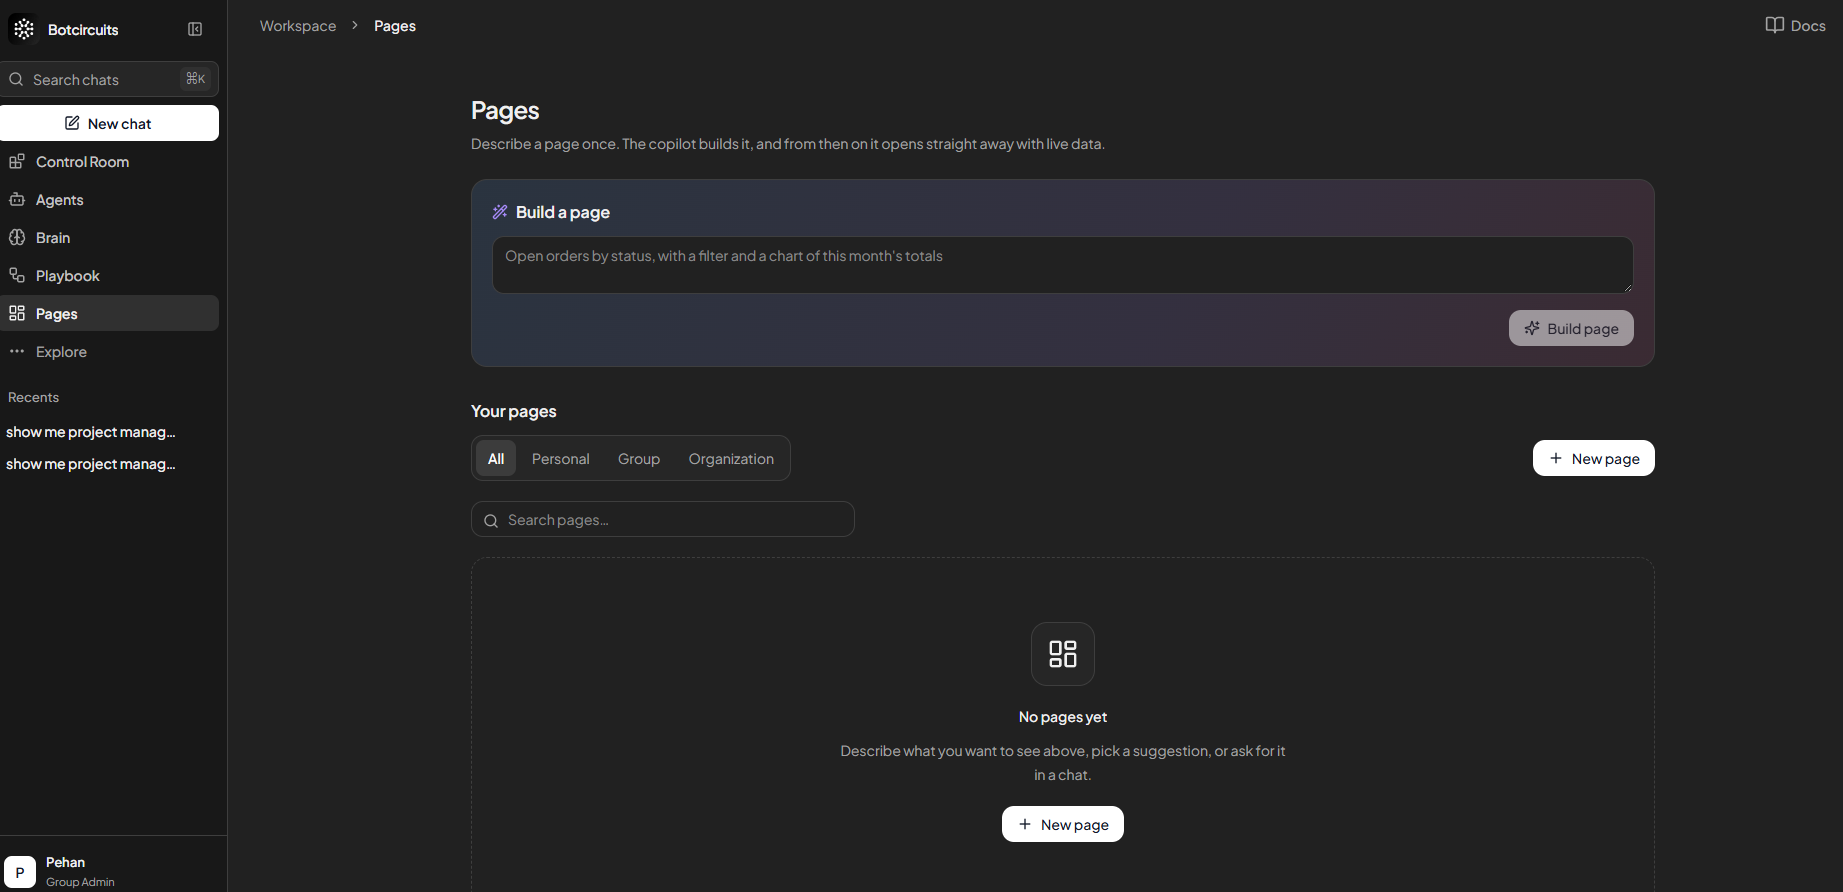 Botcircuits
Search chats
⌘K
New chat
Control Room
Agents
Brain
Playbook
Pages
Explore
Recents
show me project manag...
show me project manag...
Pehan
P
Group Admin
Workspace > Pages
Docs
Pages
Describe a page once. The copilot builds it, and from then on it opens straight away with live data.
Build a page
Open orders by status, with a filter and a chart of this month's totals
Build page
Your pages
All Personal Group Organization
+ New page
Search pages...
No pages yet
Describe what you want to see above, pick a suggestion, or ask for it
in a chat.
+ New page